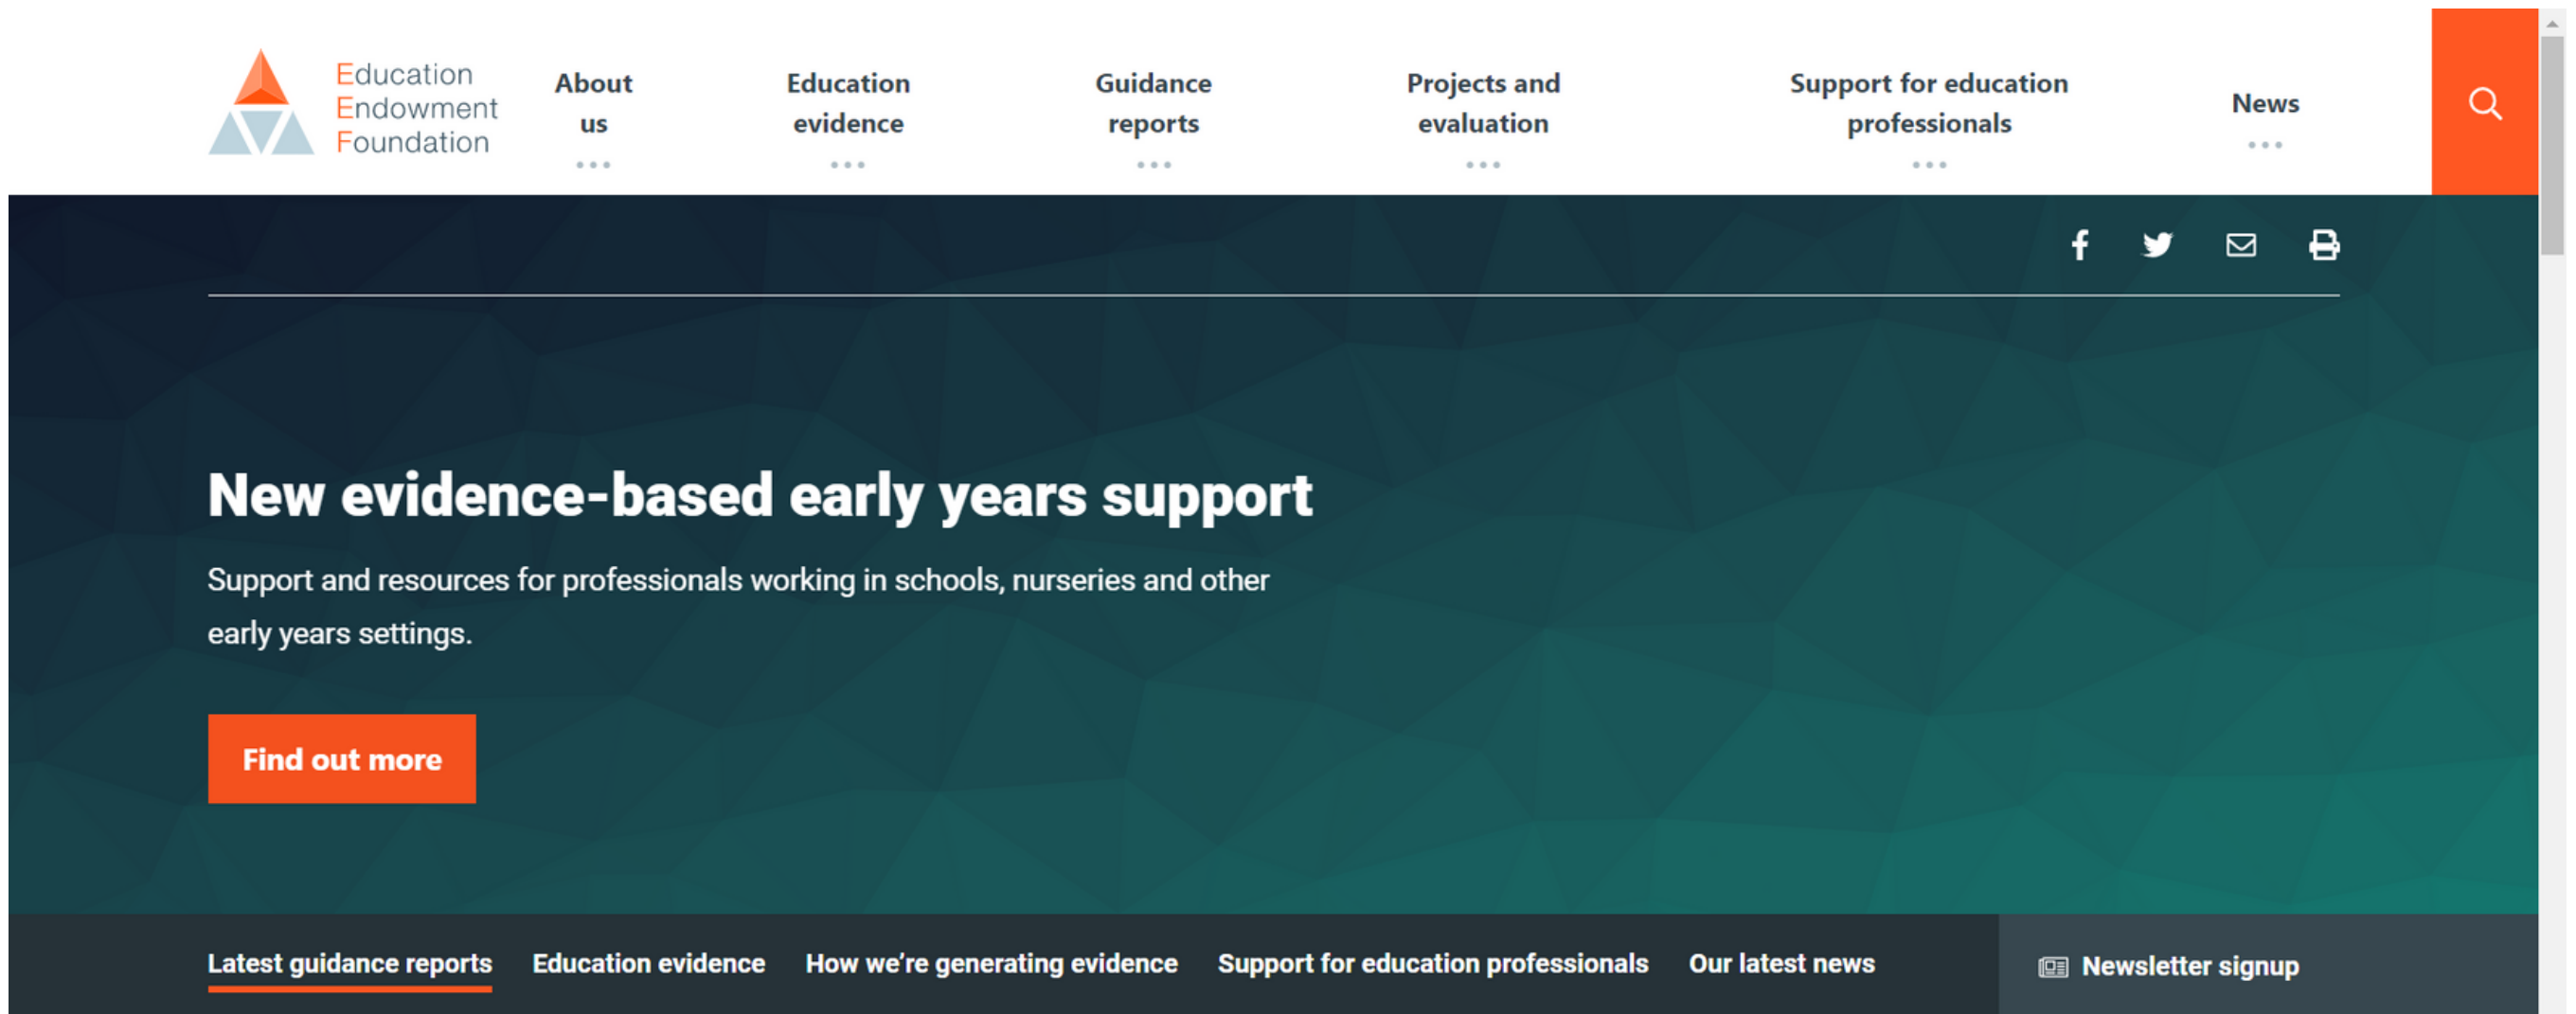 Education
Endowment
Foundation
About
us
Education
evidence
Guidance
reports
Projects and
evaluation
Support for education
professionals
News
New evidence-based early years support
Support and resources for professionals working in schools, nurseries and other
early years settings.
Find out more
Latest guidance reports
Education evidence
How we’re generating evidence
Support for education professionals
Our latest news
Newsletter signup